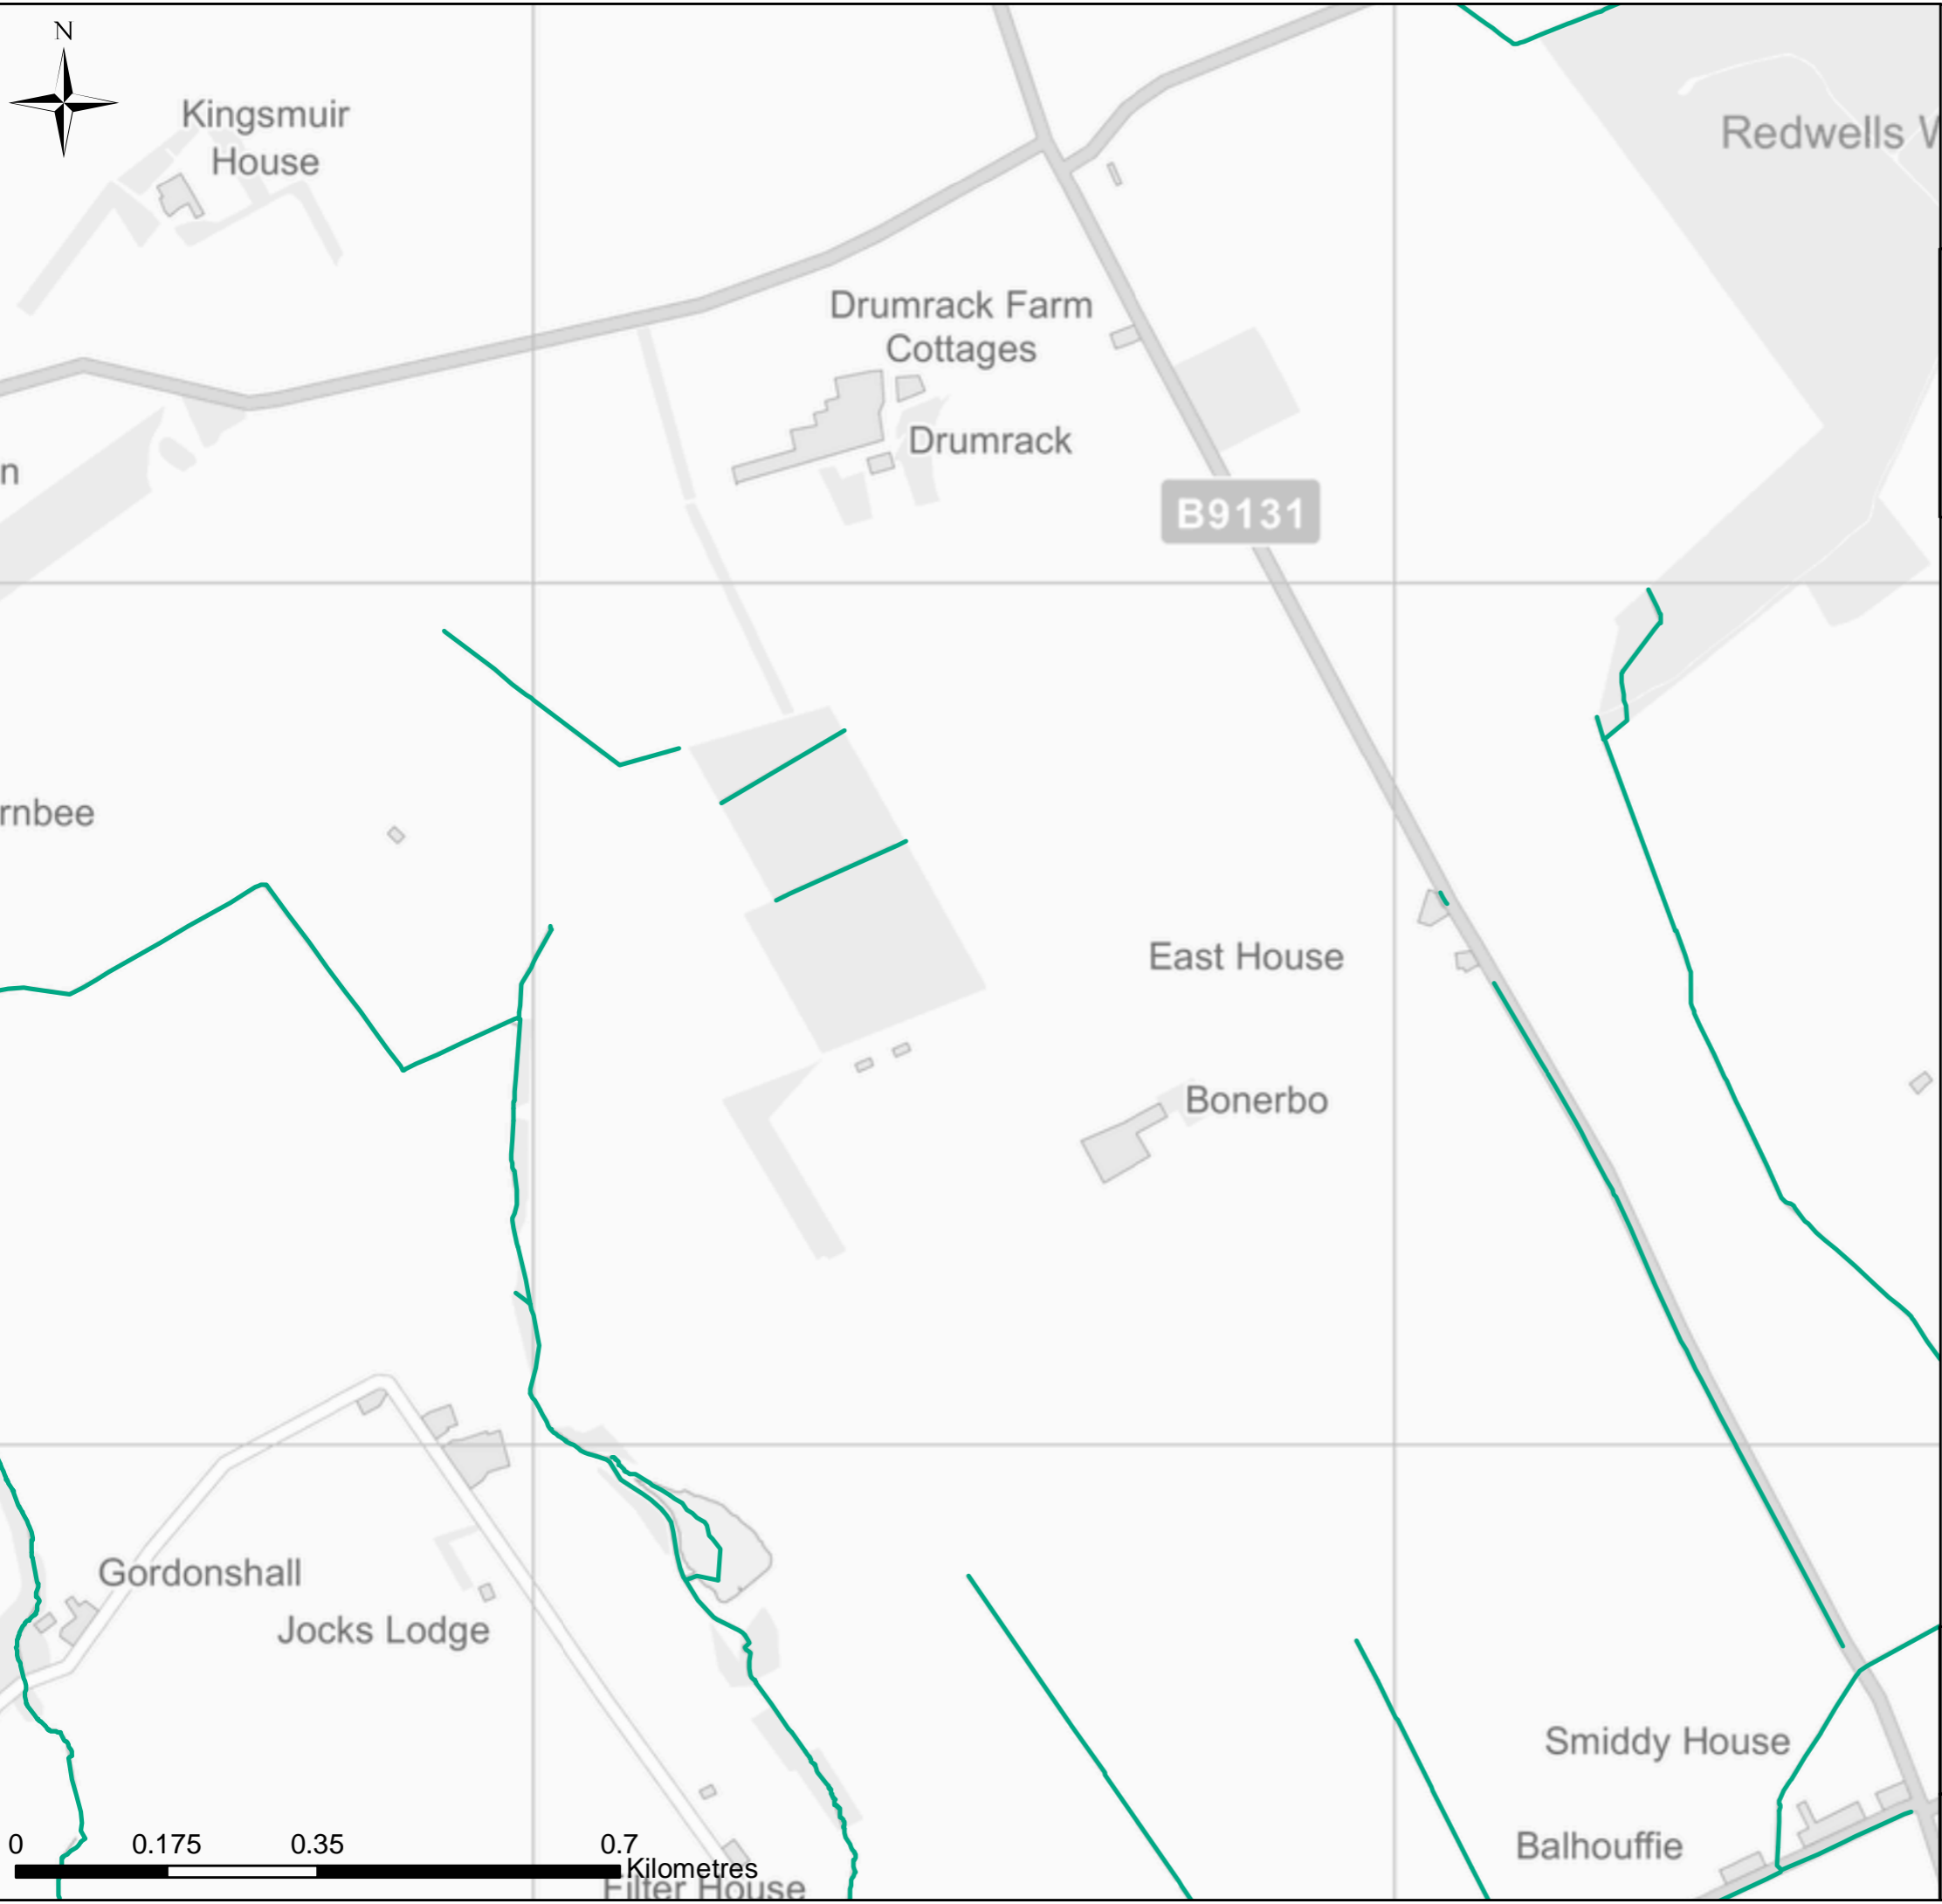 N
Kingsmuir
House
Redwells W
Drumrack Farm
Cottages
Drumrack
n
B9131
rnbee
East House
Bonerbo
Gordonshall
Jocks Lodge
Smiddy House
Balhouffie
0 0.175 0.35 0.7
Kilometres
Filter House